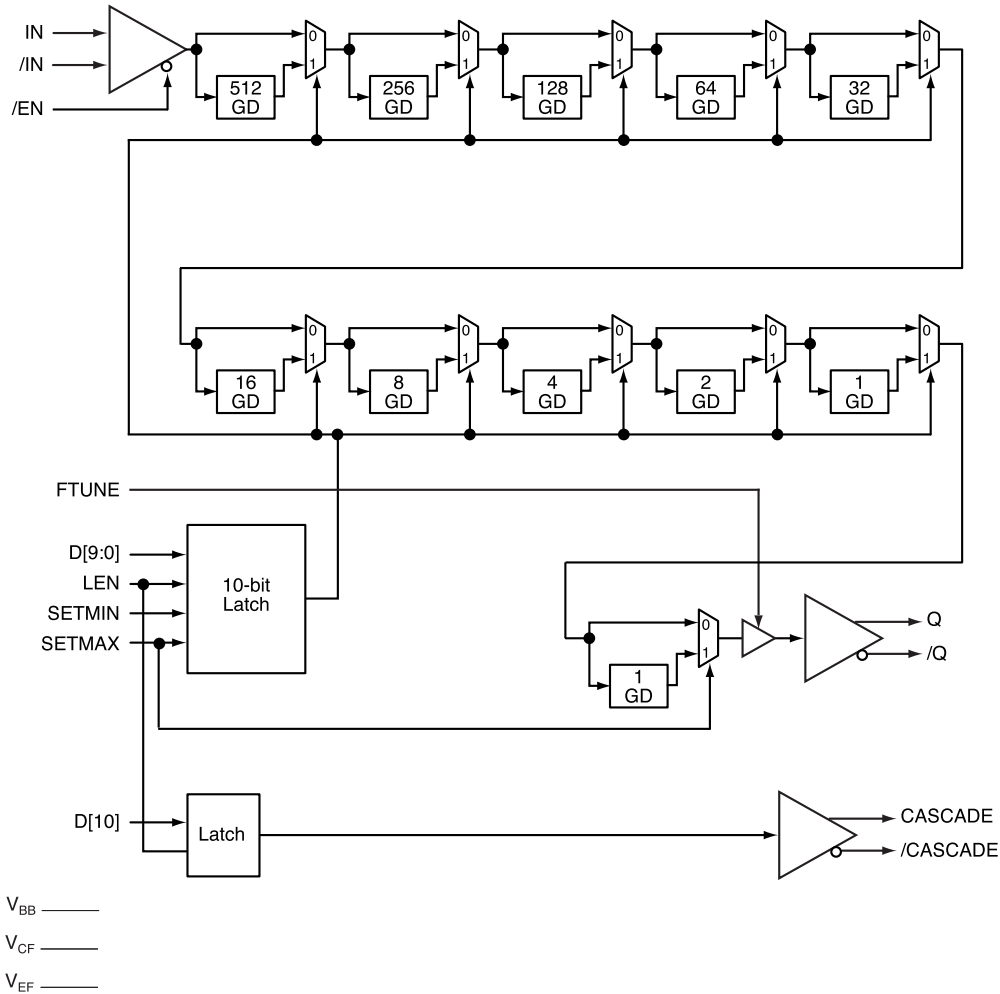 IN
/IN
/EN
0
1
512
GD
0
1
256
GD
0
1
128
GD
0
1
64
GD
0
1
32
GD
0
1
16
GD
0
1
8
GD
0
1
4
GD
0
1
2
GD
0
1
1
GD
FTUNE
D[9:0]
LEN
SETMIN
SETMAX
10-bit
Latch
0
1
1
GD
Q
/Q
D[10]
Latch
CASCADE
/CASCADE
VBB
VCF
VEF